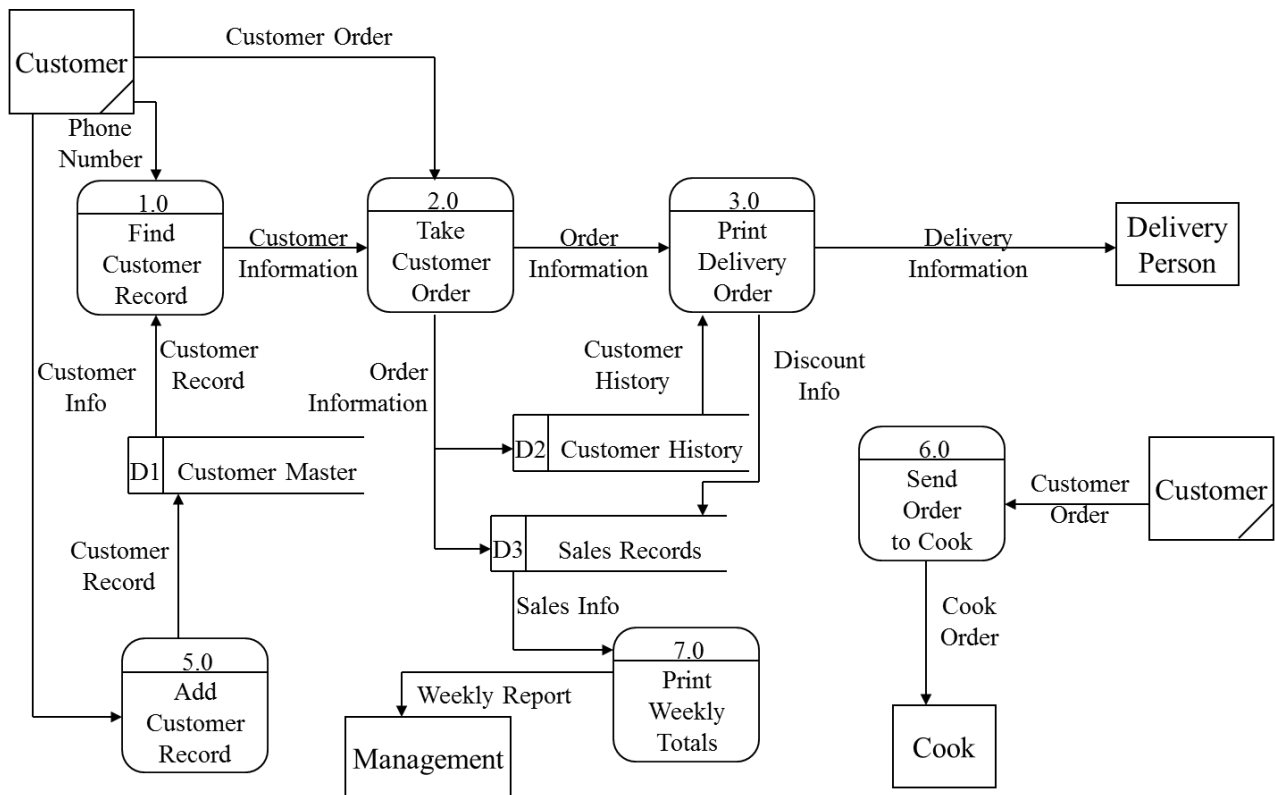 Customer Order
Customer
Phone
Number
1.0
Find
Customer
Record
Customer
Information
2.0
Take
Customer
Order
Order
Information
3.0
Print
Delivery
Order
Delivery
Information
Delivery
Person
Customer
Info
Customer
Record
Order
Information
Customer
History
Discount
Info
D1 Customer Master
D2 Customer History
D3 Sales Records
6.0
Send
Order
to Cook
Customer
Order
Customer
Customer
Record
Sales Info
Cook
Order
5.0
Add
Customer
Record
Weekly Report
Management
7.0
Print
Weekly
Totals
Cook